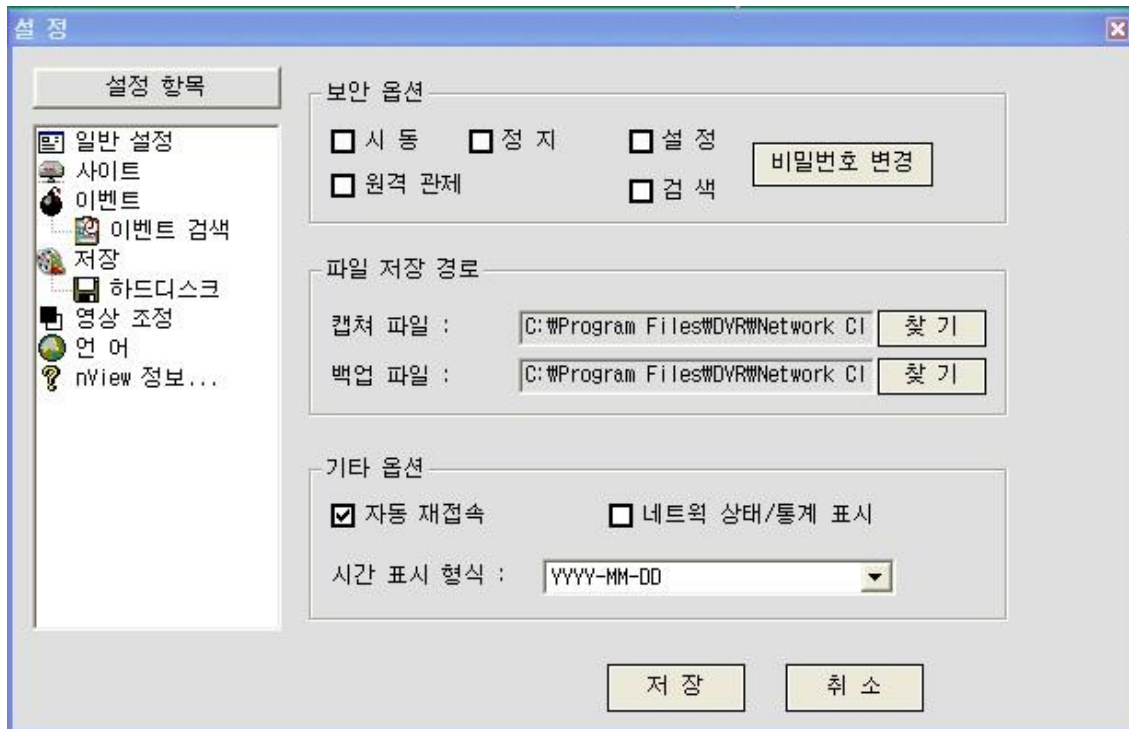 설 정
설정 항목
일반 설정
사이트
이벤트
이벤트 검색
저장
하드디스크
영상 조정
언 어
nView 정보...
보안 옵션
시 동
정 지
설 정
원격 관제
검 색
비밀번호 변경
파일 저장 경로
캡쳐 파일 : C:₩Program Files₩DVR₩Network Cl 찾 기
백업 파일 : C:₩Program Files₩DVR₩Network Cl 찾 기
기타 옵션
자동 재접속
네트웍 상태/통계 표시
시간 표시 형식 : YYYY-MM-DD
저 장
취 소